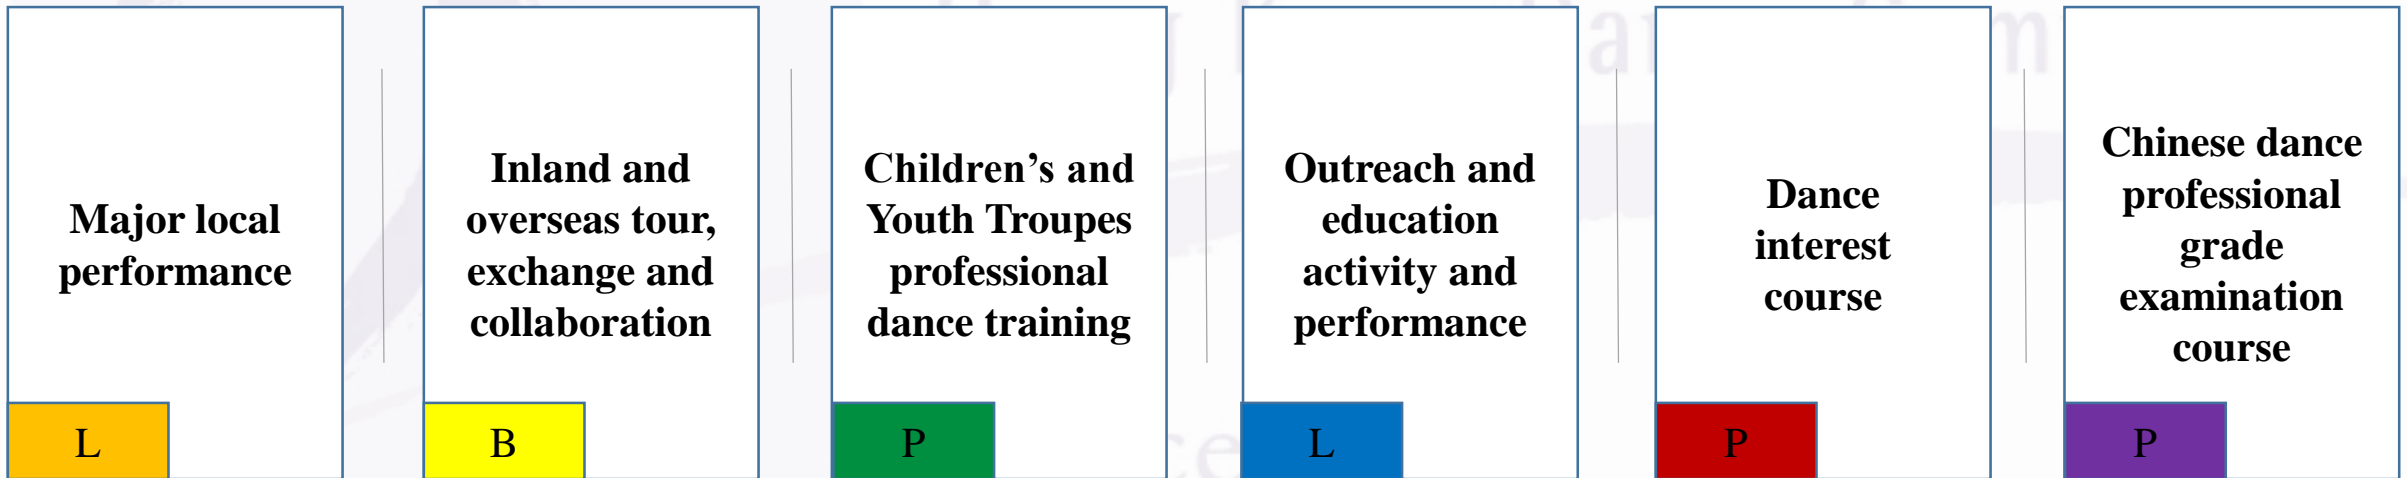 Major local
performance
L
Inland and
overseas tour,
exchange and
collaboration
B
Children’s and
Youth Troupes
professional
dance training
P
Outreach and
education
activity and
performance
L
Dance
interest
course
P
Chinese dance
professional
grade
examination
course
P